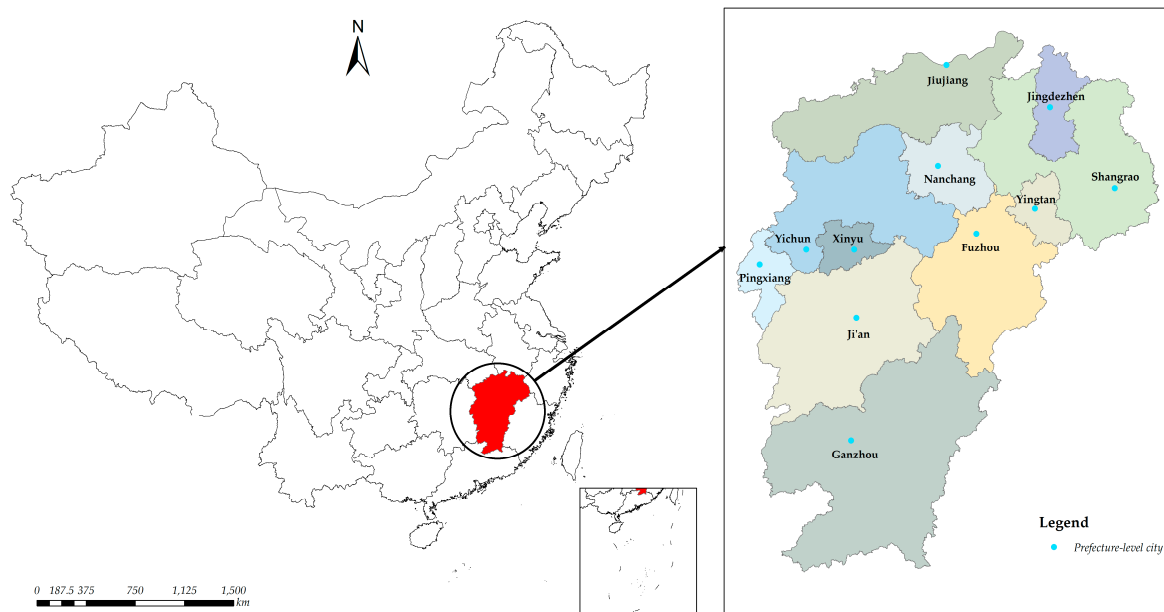 N
0 187.5 375 750 1,125 1,500
km
Jiujiang
Jingdezhen
Nanchang
Shangrao
Yingtan
Yichun
Xinyu
Fuzhou
Pingxiang
Ji'an
Ganzhou
Legend
Prefecture-level city